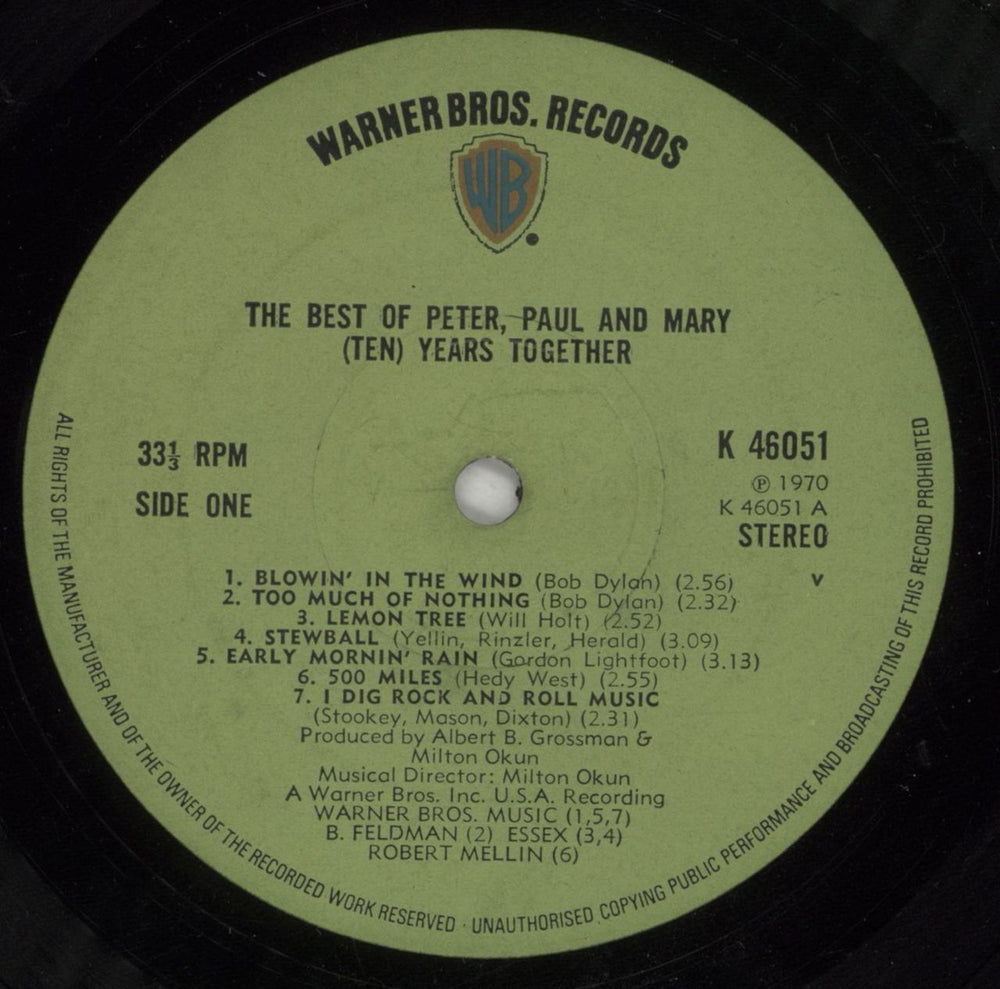 WARNER BROS. RECORDS
WB
THE BEST OF PETER, PAUL AND MARY
(TEN) YEARS TOGETHER
33⅓ RPM
SIDE ONE
K 46051
℗ 1970
K 46051 A
STEREO
V
1. BLOWIN' IN THE WIND (Bob Dylan) (2.56)
2. TOO MUCH OF NOTHING (Bob Dylan) (2.32)
3. LEMON TREE (Will Holt) (2.52)
4. STEWBALL (Yellin, Rinzler, Herald) (3.09)
5. EARLY MORNIN' RAIN (Gordon Lightfoot) (3.13)
6. 500 MILES (Hedy West) (2.55)
7. I DIG ROCK AND ROLL MUSIC
(Stookey, Mason, Dixton) (2.31)
Produced by Albert B. Grossman &
Milton Okun
Musical Director: Milton Okun
A Warner Bros. Inc. U.S.A. Recording
WARNER BROS. MUSIC (1,5,7)
B. FELDMAN (2) ESSEX (3,4)
ROBERT MELLIN (6)
ALL RIGHTS OF THE MANUFACTURER AND OF THE OWNER OF THE RECORDED WORK RESERVED · UNAUTHORISED COPYING PUBLIC PERFORMANCE AND BROADCASTING OF THIS RECORD PROHIBITED